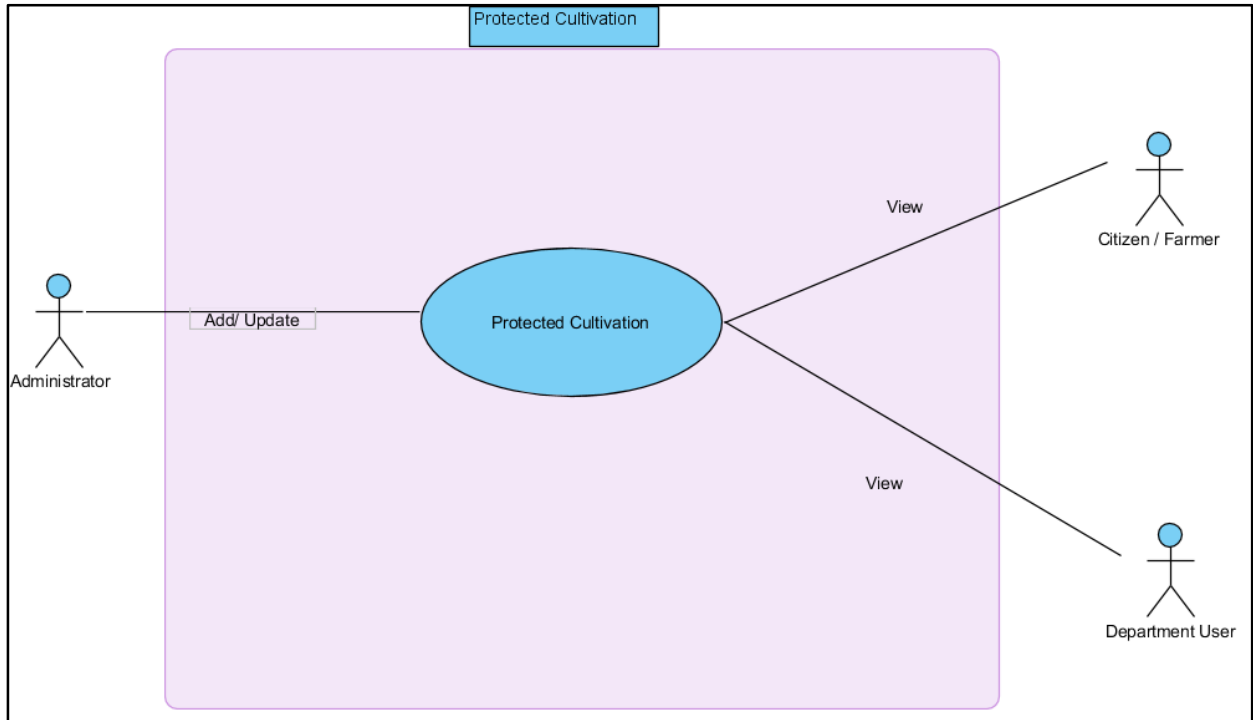 Protected Cultivation
View
Citizen / Farmer
Add/ Update
Protected Cultivation
Administrator
View
Department User